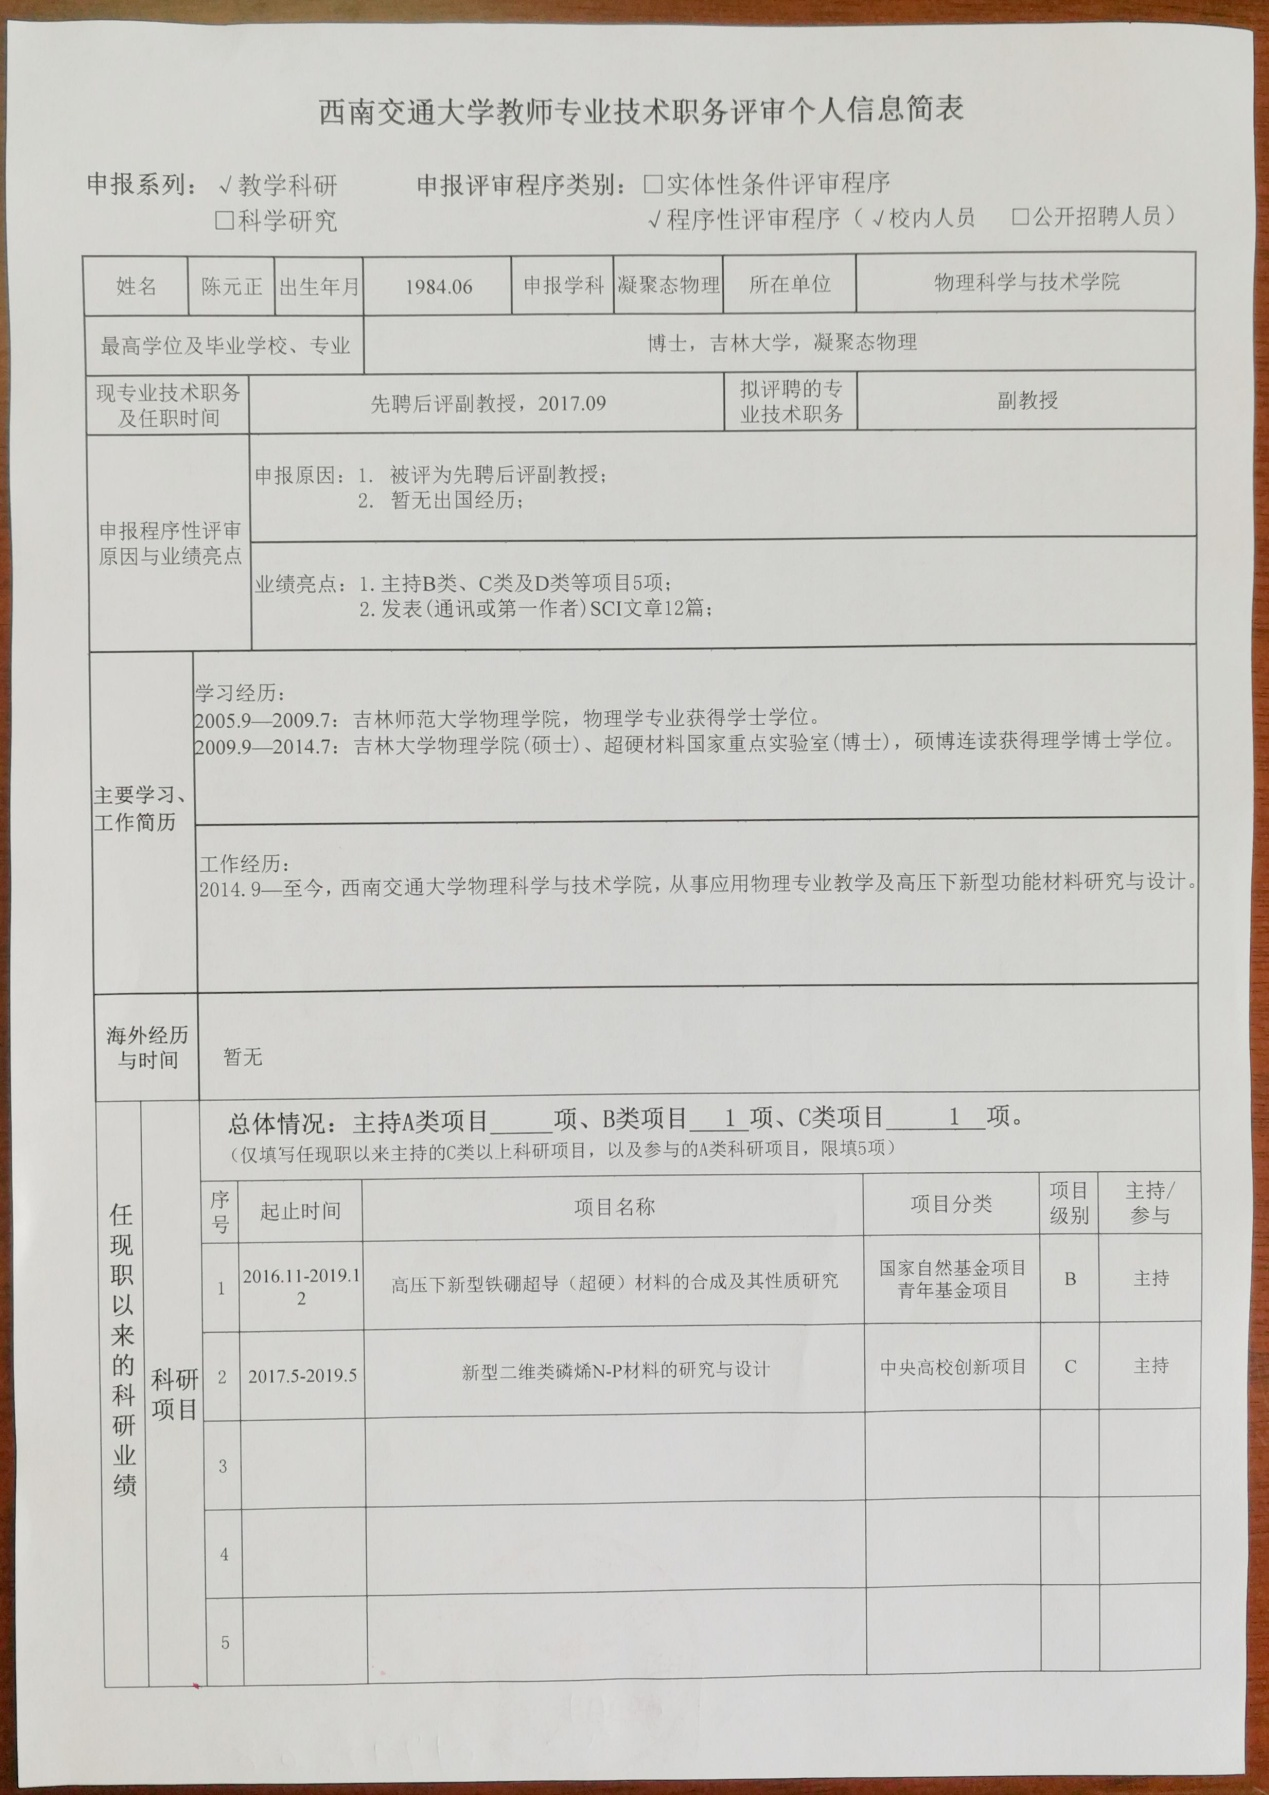 西南交通大学教师专业技术职务评审个人信息简表
申报系列： √教学科研 申报评审程序类别：□实体性条件评审程序
□科学研究 √程序性评审程序（√校内人员 □公开招聘人员）
姓名 陈元正 出生年月 1984.06 申报学科 凝聚态物理 所在单位 物理科学与技术学院
最高学位及毕业学校、专业 博士，吉林大学，凝聚态物理
现专业技术职务
及任职时间
先聘后评副教授，2017.09
拟评聘的专
业技术职务
副教授
申报程序性评审
原因与业绩亮点
申报原因：1. 被评为先聘后评副教授；
2. 暂无出国经历；
业绩亮点：1.主持B类、C类及D类等项目5项；
2.发表(通讯或第一作者)SCI文章12篇；
主要学习、
工作简历
学习经历：
2005.9—2009.7：吉林师范大学物理学院，物理学专业获得学士学位。
2009.9—2014.7：吉林大学物理学院(硕士)、超硬材料国家重点实验室(博士)，硕博连读获得理学博士学位。
工作经历：
2014.9—至今，西南交通大学物理科学与技术学院，从事应用物理专业教学及高压下新型功能材料研究与设计。
海外经历
与时间
暂无
任现职以来的科研业绩
科研
项目
总体情况：主持A类项目_____项、B类项目__1_项、C类项目_____1__项。
（仅填写任现职以来主持的C类以上科研项目，以及参与的A类科研项目，限填5项）
序
号
起止时间
项目名称
项目分类
项目
级别
主持/
参与
1
2016.11-2019.1
2
高压下新型铁硼超导（超硬）材料的合成及其性质研究
国家自然基金项目
青年基金项目
B
主持
2 2017.5-2019.5 新型二维类磷烯N-P材料的研究与设计 中央高校创新项目 C 主持
3
4
5